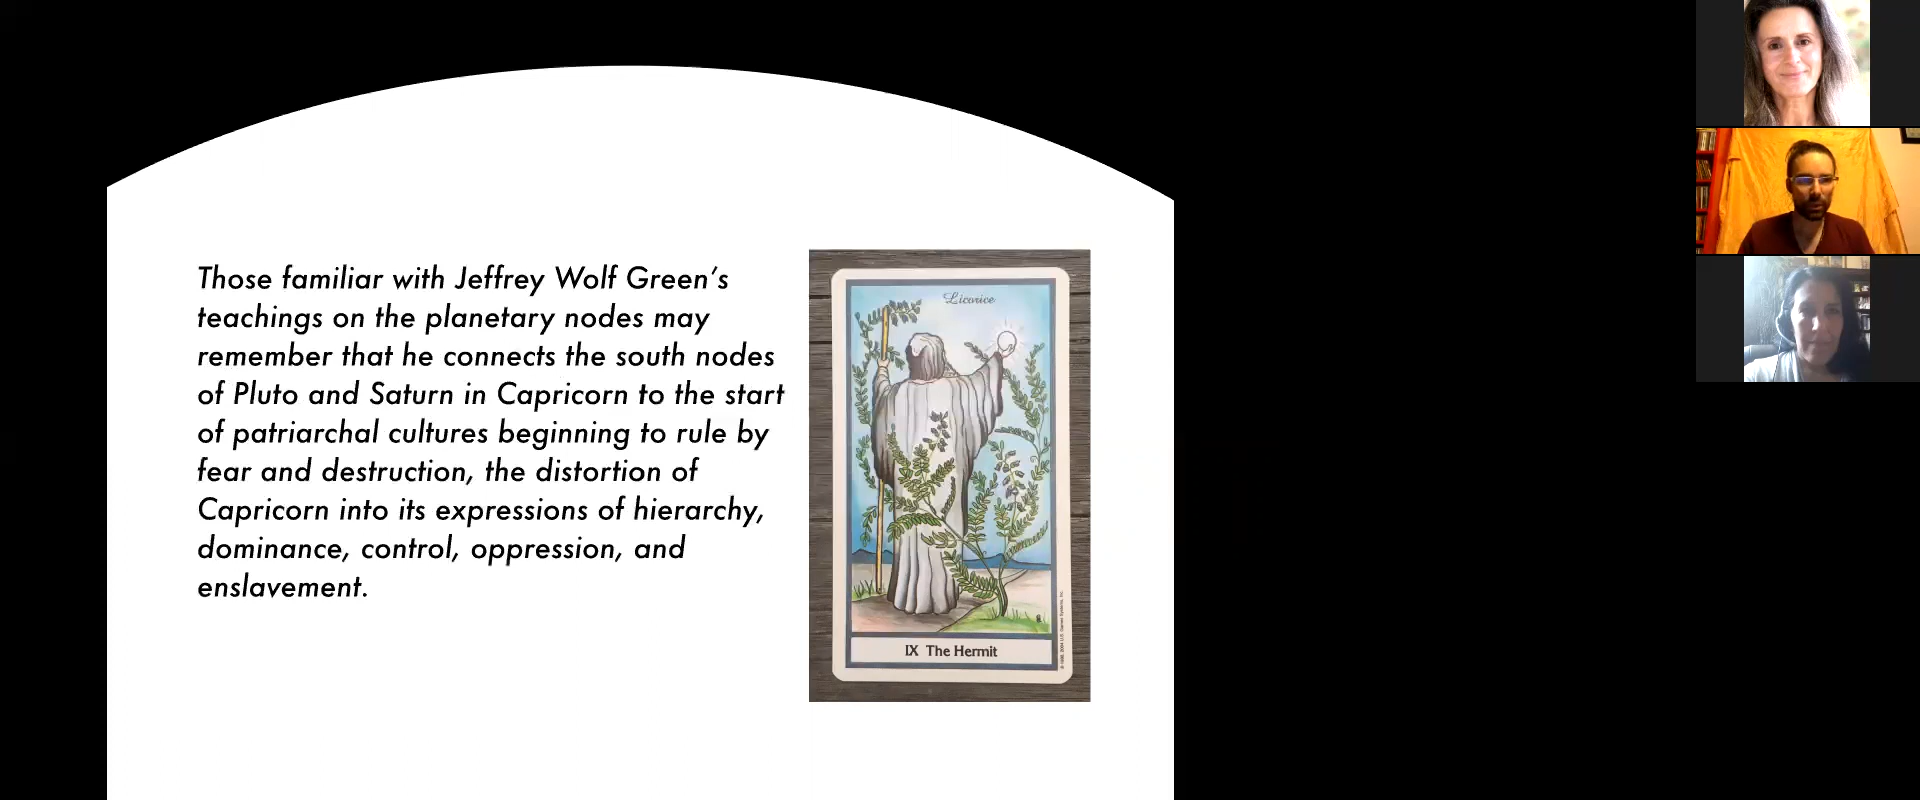 Those familiar with Jeffrey Wolf Green's
teachings on the planetary nodes may
remember that he connects the south nodes
of Pluto and Saturn in Capricorn to the start
of patriarchal cultures beginning to rule by
fear and destruction, the distortion of
Capricorn into its expressions of hierarchy,
dominance, control, oppression, and
enslavement.
Licorice
IX The Hermit